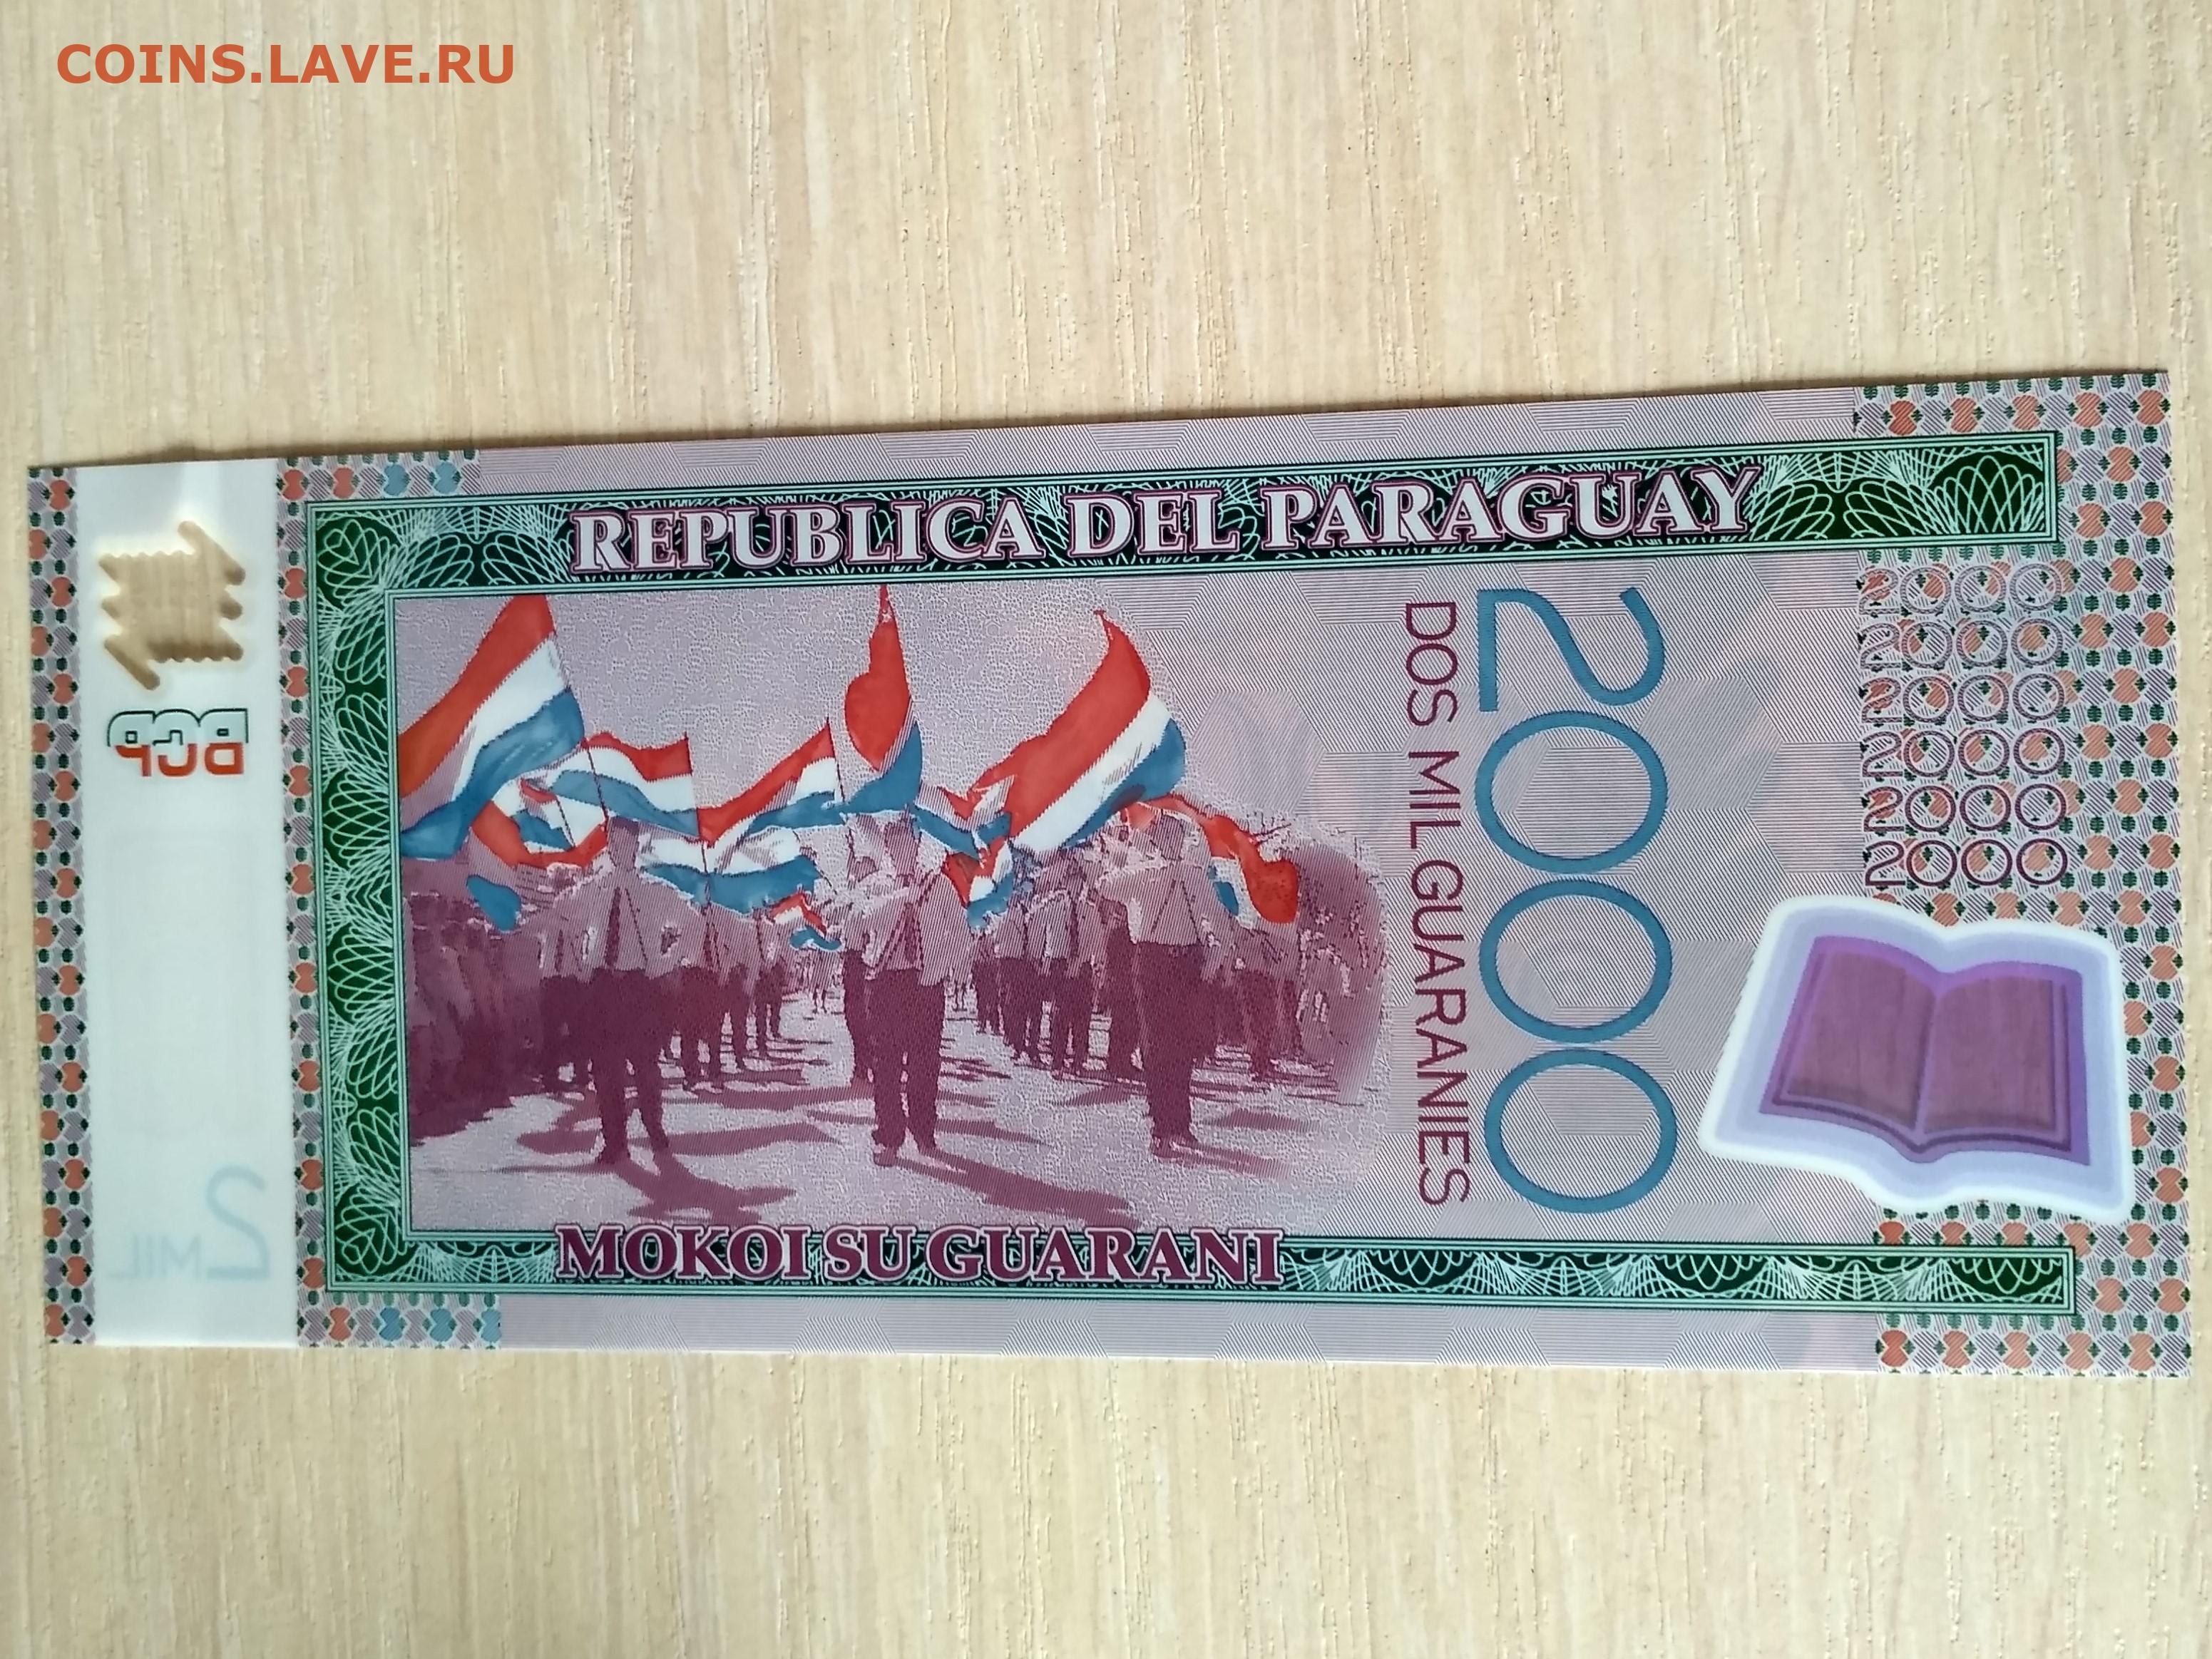 COINS.LAVE.RU
REPUBLICA DEL PARAGUAY
2000
DOS MIL GUARANIES
2000
2000
2000
2000
2000
2000
BCP
MOKOI SU GUARANI
2 MIL